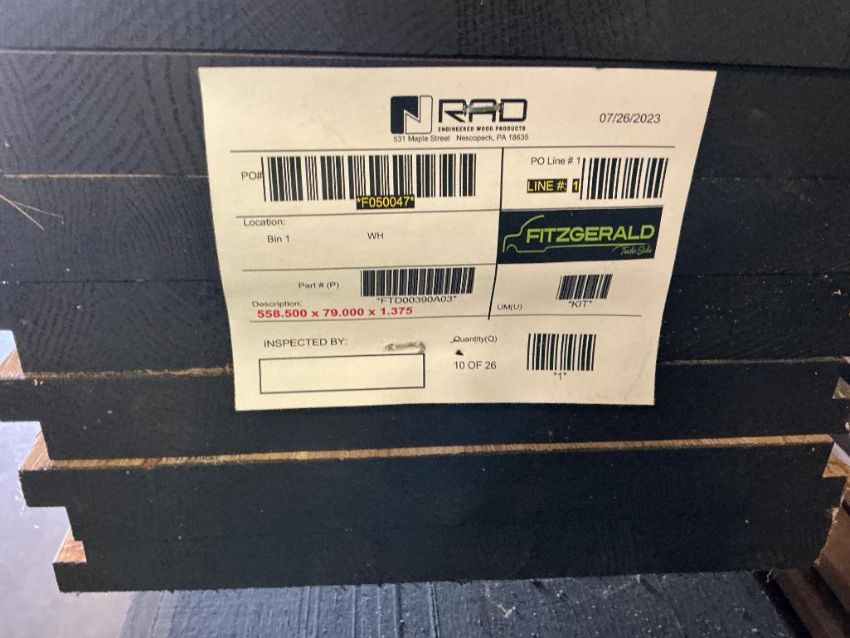 RAD
ENGINEERED WOOD PRODUCTS
531 Maple Street Nescopeck, PA 18635
07/26/2023
PO#
*F050047*
PO Line # 1
LINE #: 1
Location:
Bin 1 WH
FITZGERALD
Part # (P)
*FTD00390A03*
UM(U)
*KIT*
Description:
558.500 x 79.000 x 1.375
INSPECTED BY:
Quantity(Q)
10 OF 26
*1*